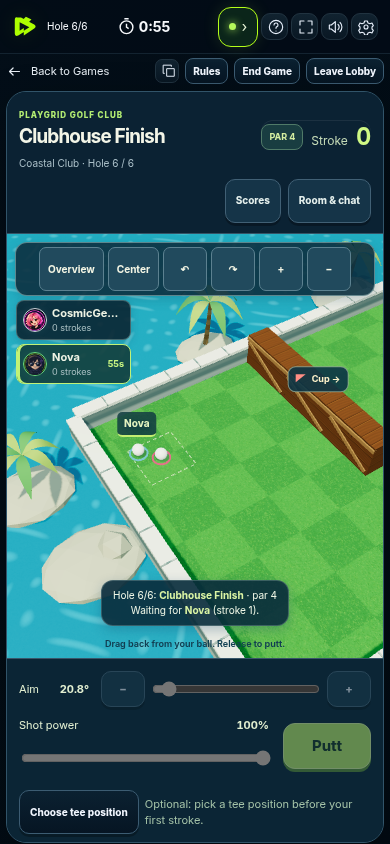 Hole 6/6
0:55
Back to Games
Rules
End Game
Leave Lobby
PLAYGRID GOLF CLUB
Clubhouse Finish
PAR 4
Stroke 0
Coastal Club · Hole 6 / 6
Scores
Room & chat
Overview
Center
↶
↷
+
−
CosmicGe...
0 strokes
Nova
0 strokes
55s
Cup →
Nova
Hole 6/6: Clubhouse Finish · par 4
Waiting for Nova (stroke 1).
Drag back from your ball. Release to putt.
Aim 20.8° − +
Shot power 100%
Putt
Choose tee position
Optional: pick a tee position before your
first stroke.